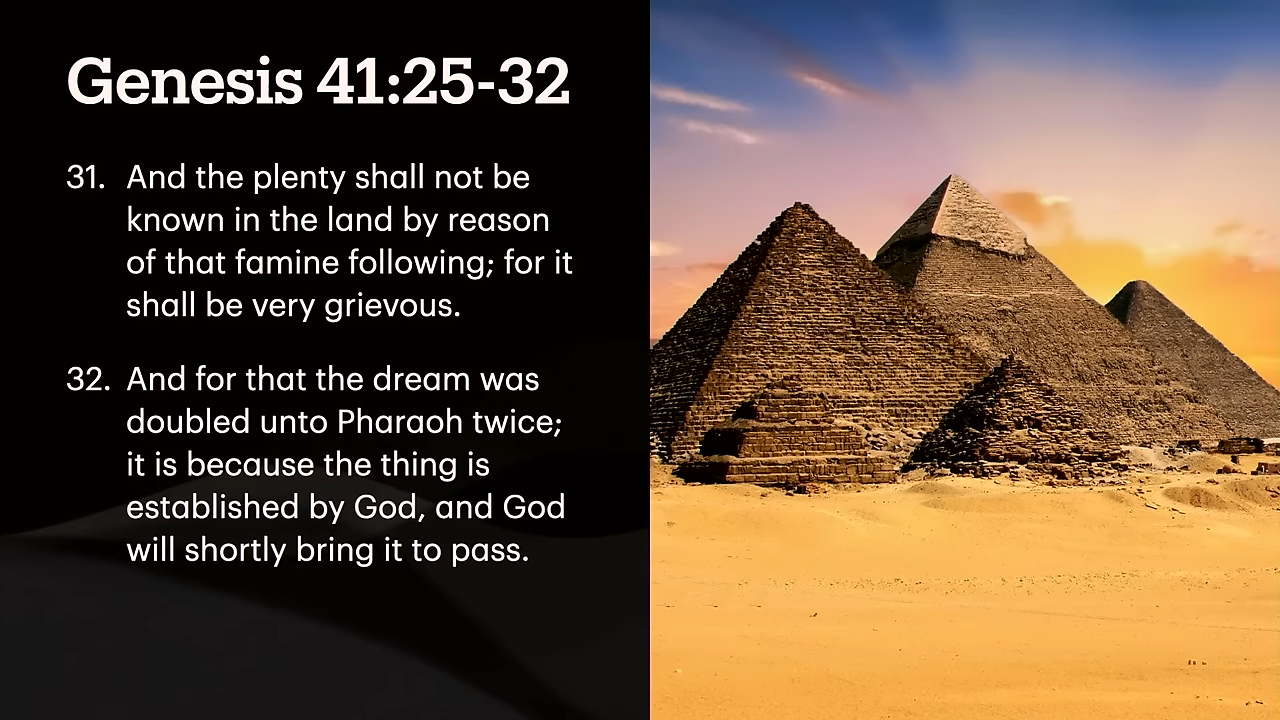 Genesis 41:25-32
31. And the plenty shall not be
known in the land by reason
of that famine following; for it
shall be very grievous.
32. And for that the dream was
doubled unto Pharaoh twice;
it is because the thing is
established by God, and God
will shortly bring it to pass.